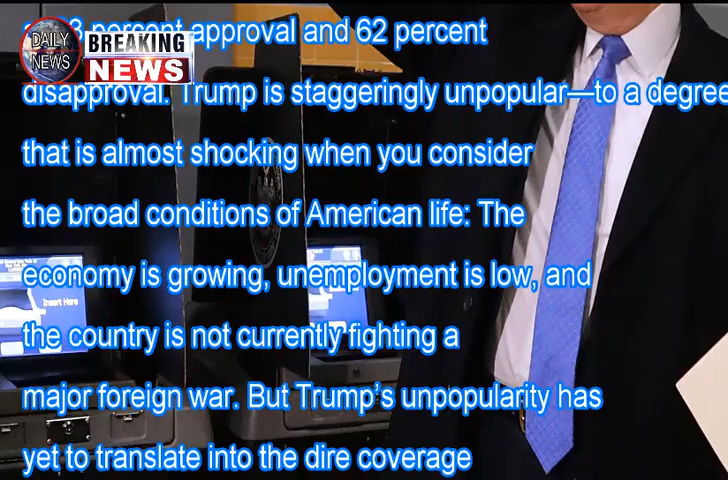 DAILY
NEWS
BREAKING
NEWS
percent approval and 62 percent
disapproval. Trump is staggeringly unpopular—to a degree
that is almost shocking when you consider
the broad conditions of American life: The
economy is growing, unemployment is low, and
Insert Here
the country is not currently fighting a
major foreign war. But Trump's unpopularity has
yet to translate into the dire coverage